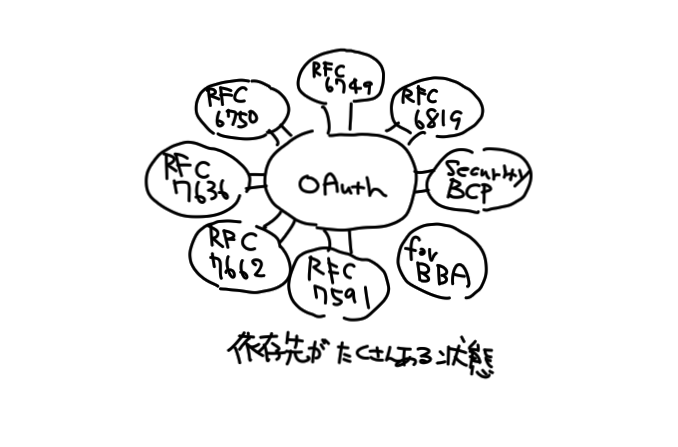 RFC
6749
RFC
6750
RFC
6819
RFC
7636
OAuth
Security
BCP
RFC
7662
RFC
7591
for
BBA
依存先がたくさんある状態